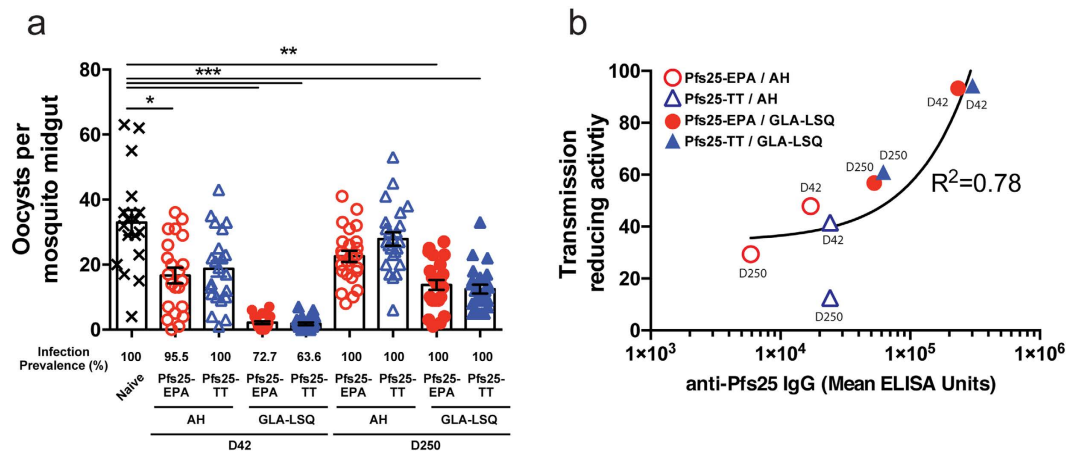 a
**
***
*
Oocysts per
mosquito midgut
80
60
40
20
0
Infection
Prevalence (%)
100 95.5 100 72.7 63.6 100 100 100 100
Naive
Pfs25-EPA Pfs25-TT Pfs25-EPA Pfs25-TT Pfs25-EPA Pfs25-TT Pfs25-EPA Pfs25-TT
AH GLA-LSQ AH GLA-LSQ
D42 D250
b
Transmission
reducing activtiy
100
80
60
40
20
0
Pfs25-EPA / AH
Pfs25-TT / AH
Pfs25-EPA / GLA-LSQ
Pfs25-TT / GLA-LSQ
D42 D42
D250
D250
R²=0.78
D42
D42
D250
D250
1×10³ 1×10⁴ 1×10⁵ 1×10⁶
anti-Pfs25 IgG (Mean ELISA Units)